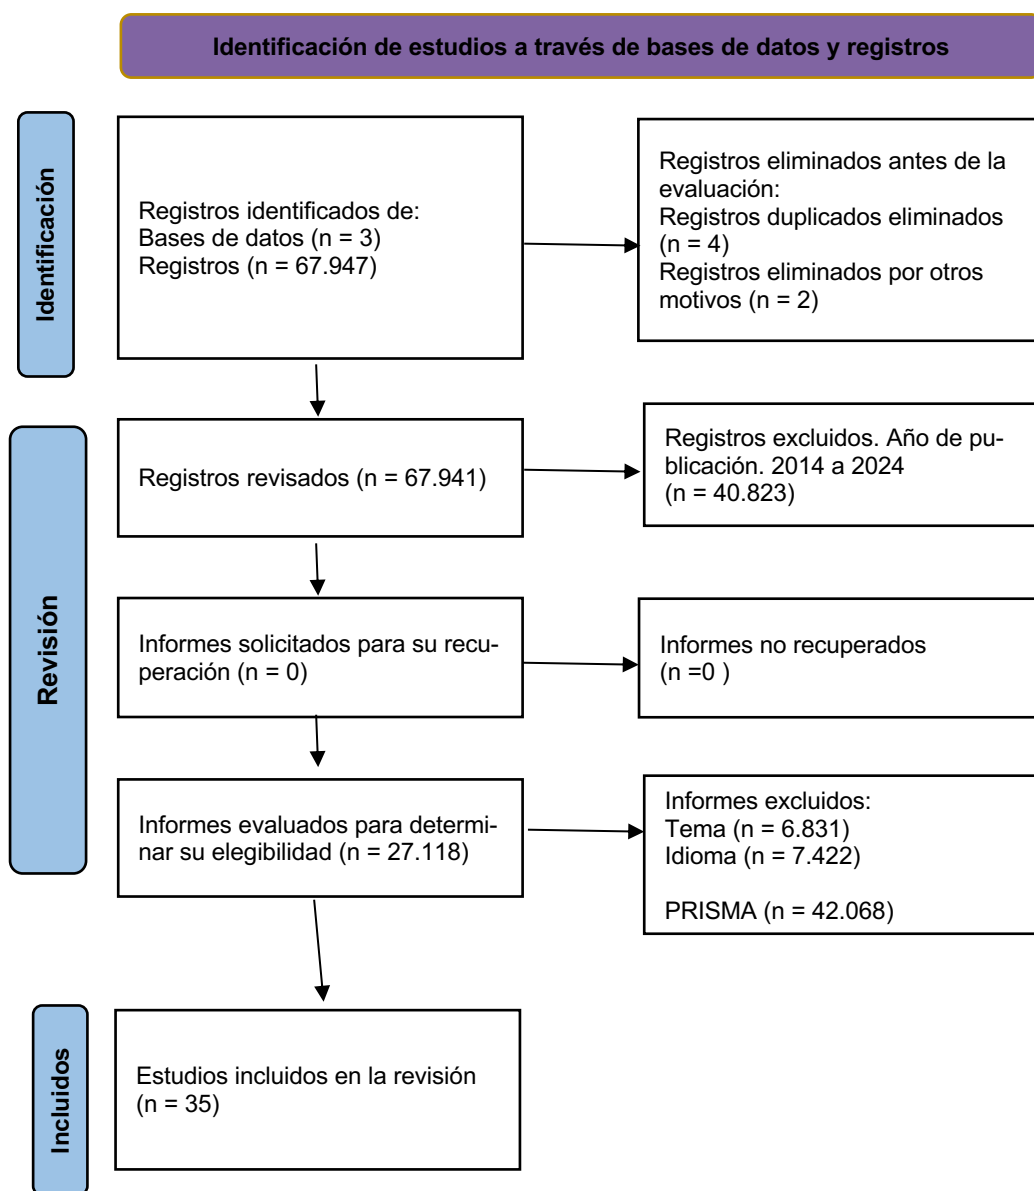 Identificación de estudios a través de bases de datos y registros
Identificación
Registros identificados de:
Bases de datos (n = 3)
Registros (n = 67.947)
Registros eliminados antes de la
evaluación:
Registros duplicados eliminados
(n = 4)
Registros eliminados por otros
motivos (n = 2)
Revisión
Registros revisados (n = 67.941)
Registros excluidos. Año de pu-
blicación. 2014 a 2024
(n = 40.823)
Informes solicitados para su recu-
peración (n = 0)
Informes no recuperados
(n =0 )
Informes evaluados para determi-
nar su elegibilidad (n = 27.118)
Informes excluidos:
Tema (n = 6.831)
Idioma (n = 7.422)
PRISMA (n = 42.068)
Incluidos
Estudios incluidos en la revisión
(n = 35)